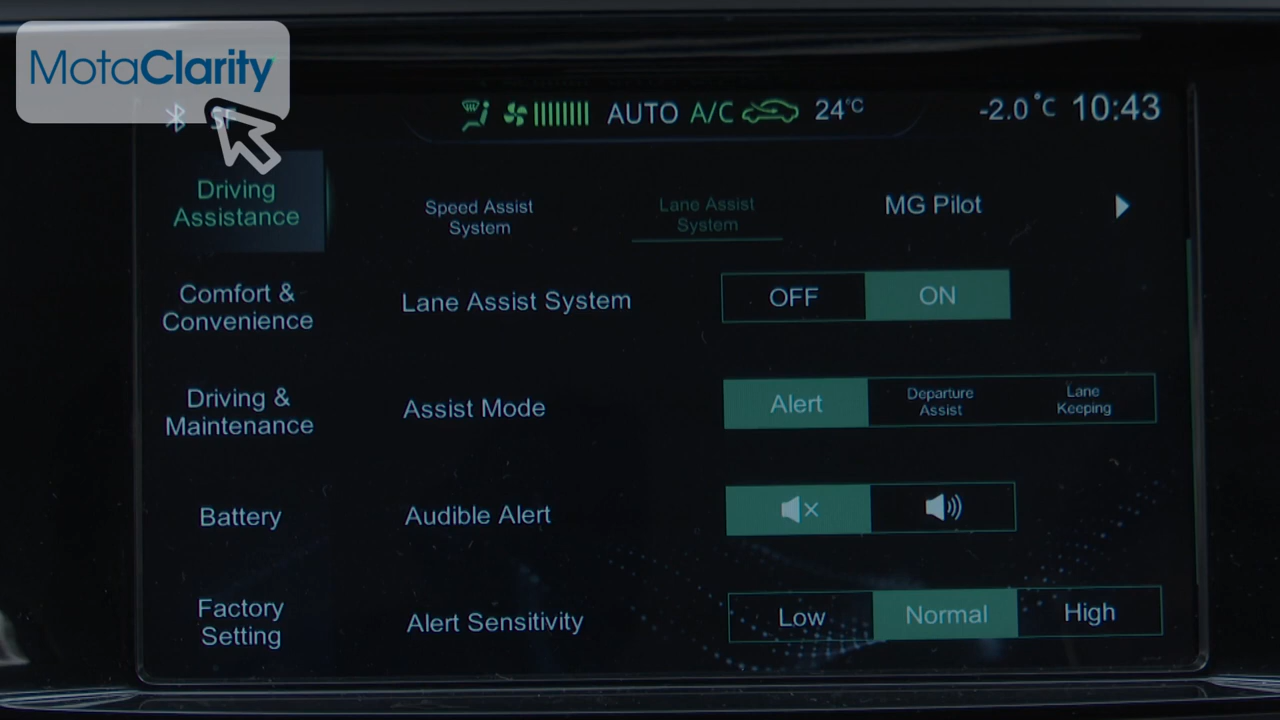 MotaClarity
AUTO A/C 24°C -2.0°C 10:43
Driving
Assistance
Speed Assist
System
Lane Assist
System
MG Pilot
Comfort &
Convenience
Lane Assist System
OFF
ON
Driving &
Maintenance
Assist Mode
Alert
Departure
Assist
Lane
Keeping
Battery
Audible Alert
Factory
Setting
Alert Sensitivity
Low
Normal
High